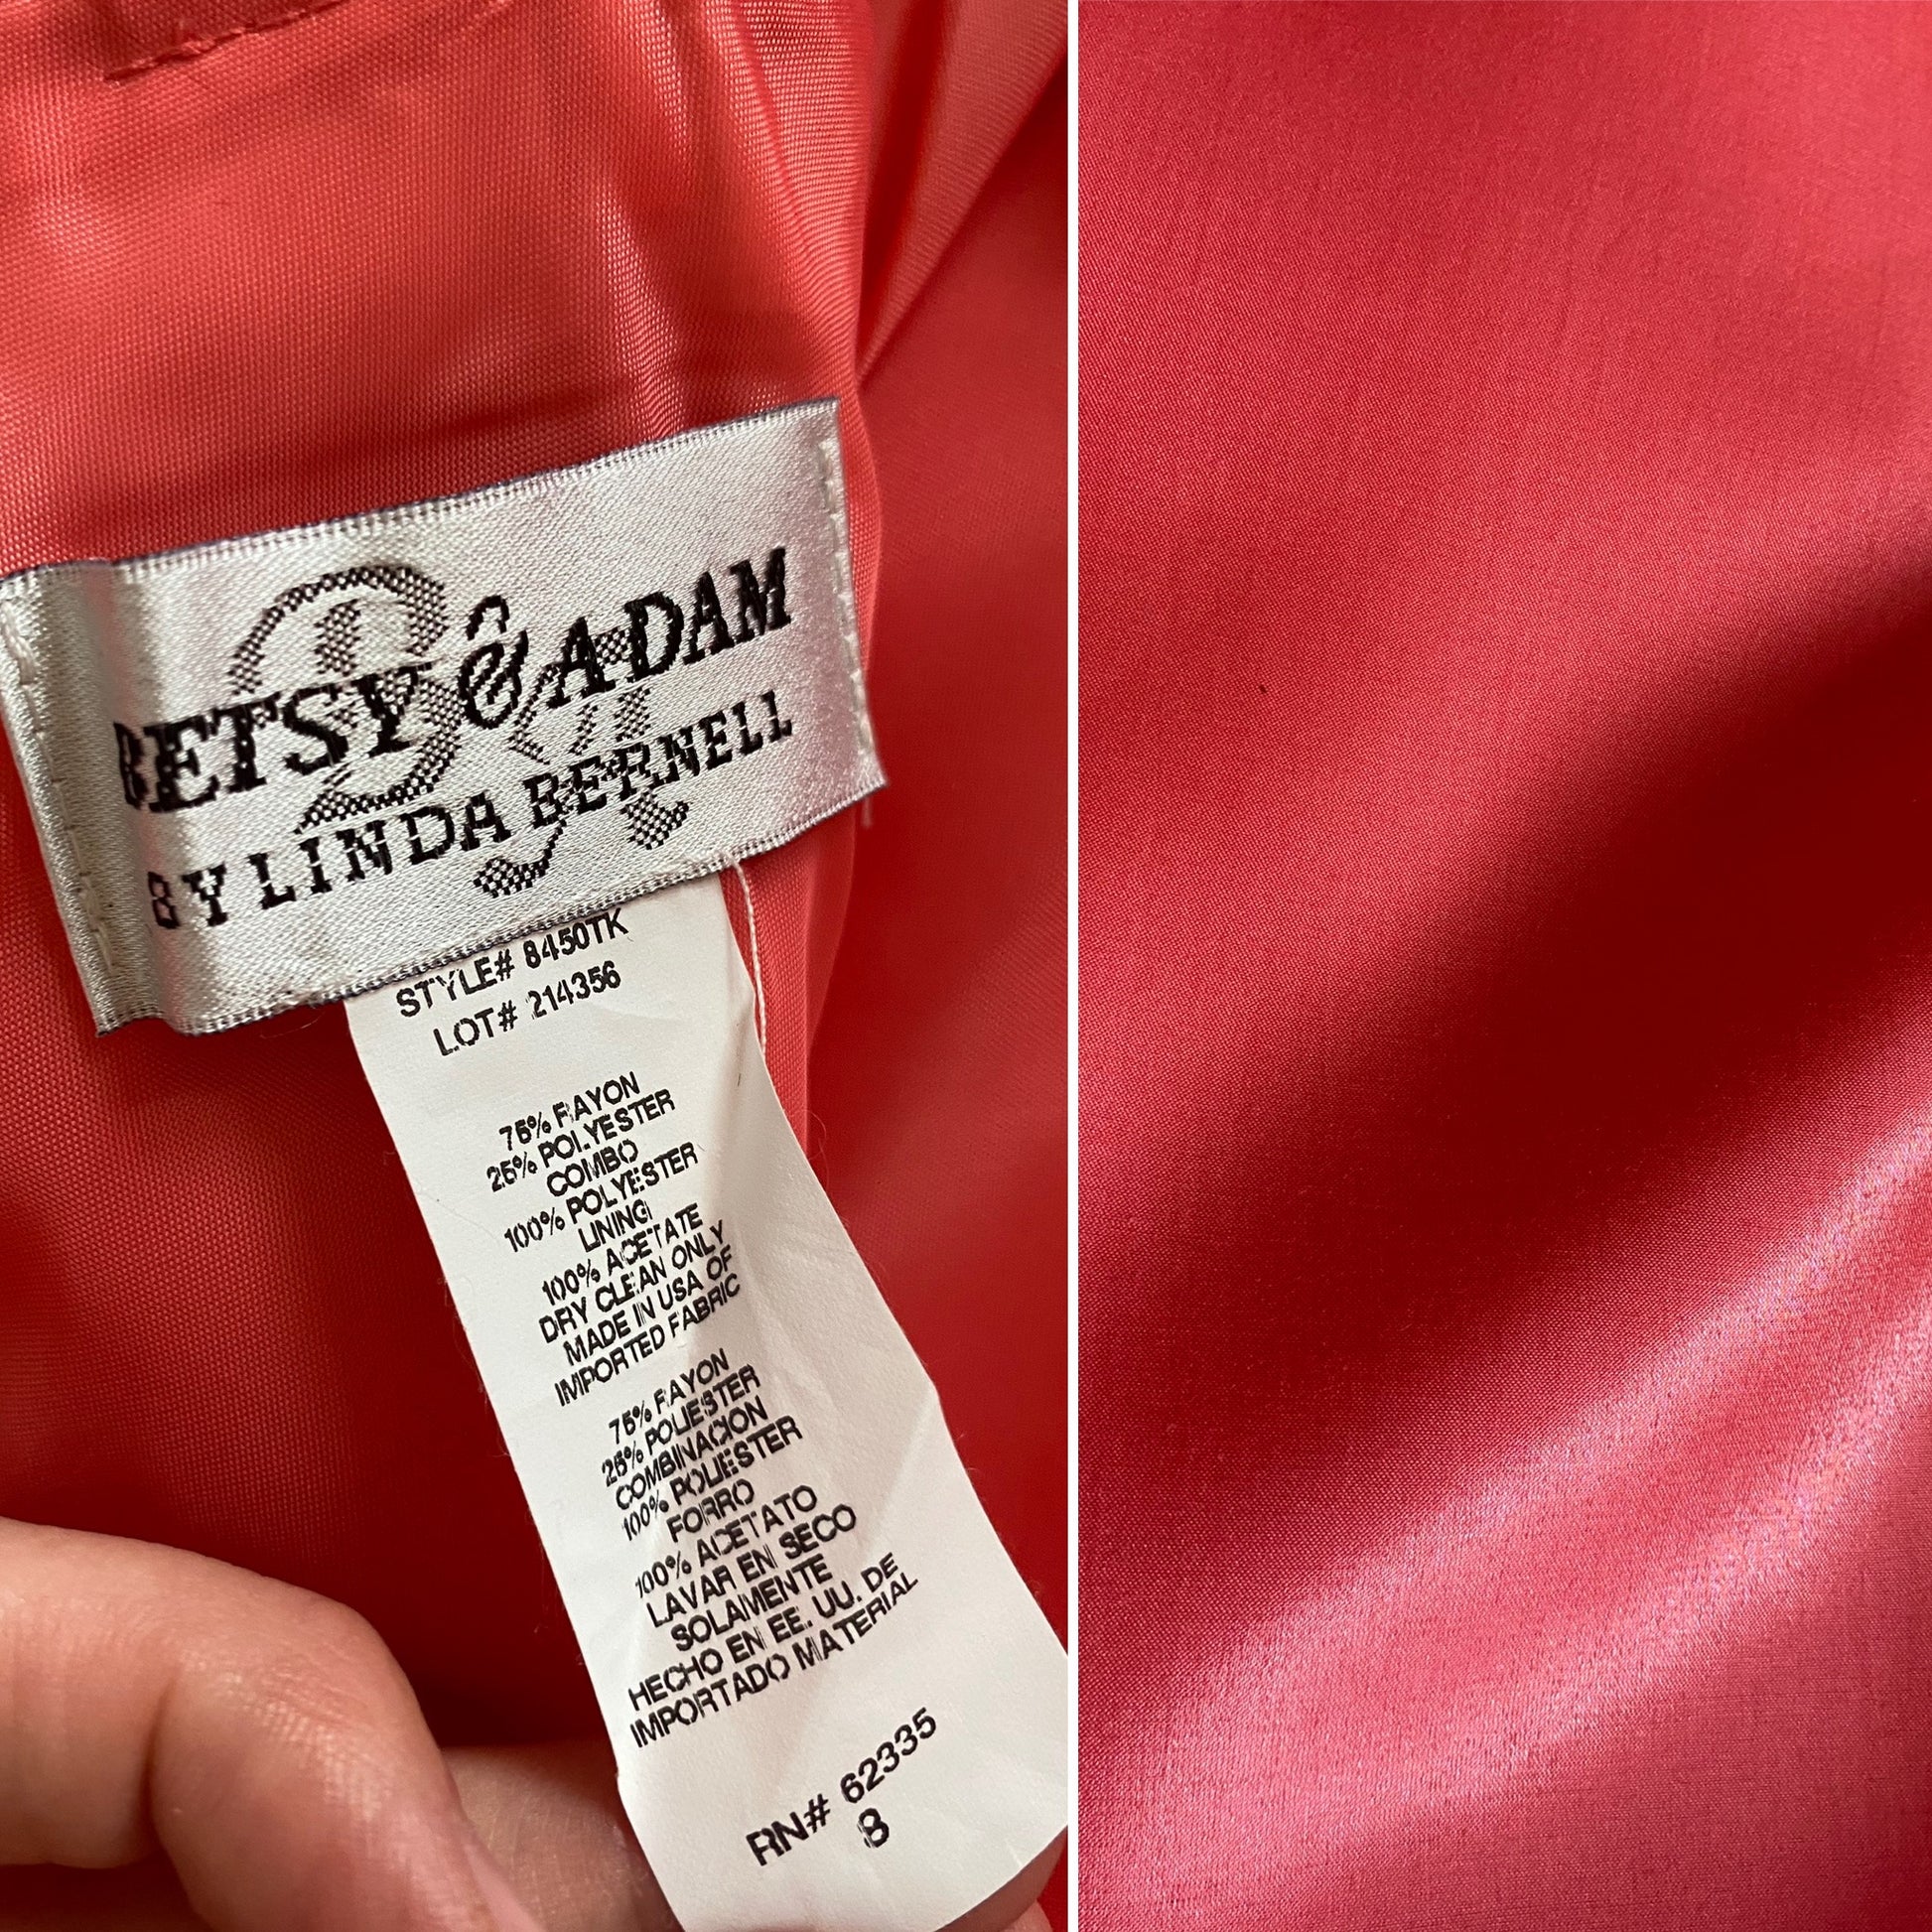 BETSY & ADAM
BY LINDA BERNELL
STYLE# 8450TK
LOT# 214356
75% RAYON
25% POLYESTER
COMBO
100% POLYESTER
LINING
100% ACETATE
DRY CLEAN ONLY
MADE IN USA OF
IMPORTED FABRIC
75% RAYON
25% POLIESTER
COMBINACION
100% POLIESTER
FORRO
100% ACETATO
LAVAR EN SECO
SOLAMENTE
HECHO EN EE. UU. DE
IMPORTADO MATERIAL
RN# 62335
8